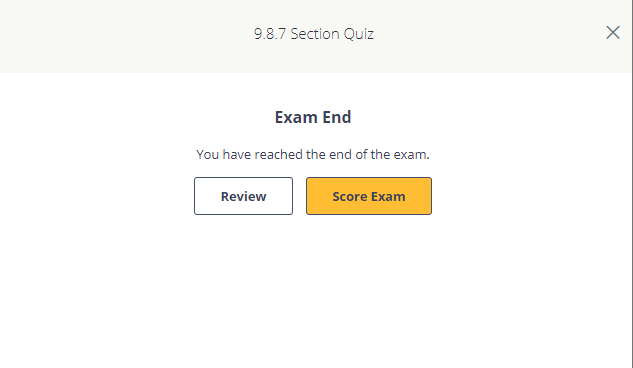 9.8.7 Section Quiz
Exam End
You have reached the end of the exam.
Review
Score Exam